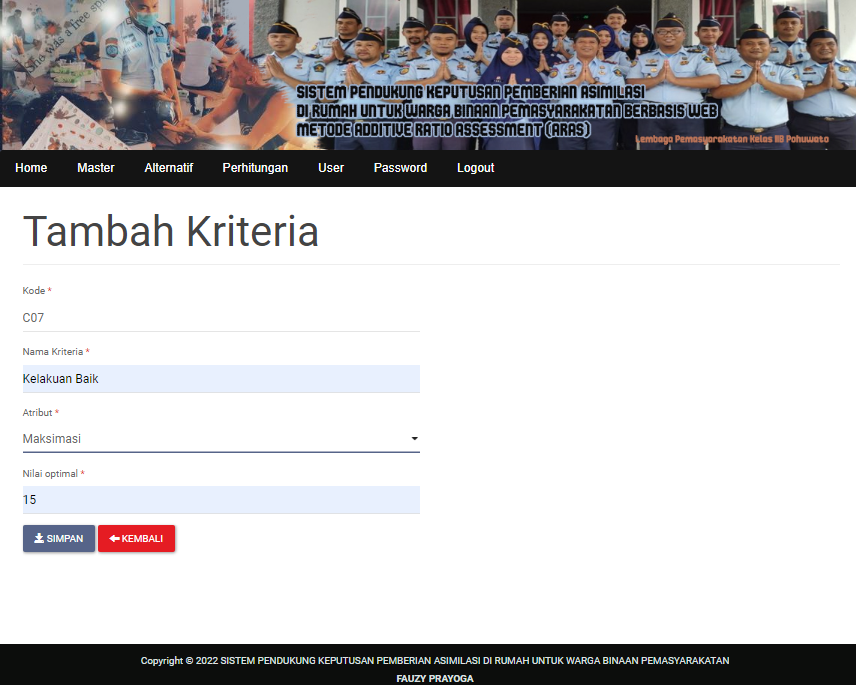 who was a free sp
SISTEM PENDUKUNG KEPUTUSAN PEMBERIAN ASIMILASI
DI RUMAH UNTUK WARGA BINAAN PEMASYARAKATAN BERBASIS WEB
METODE ADDITIVE RATIO ASSESSMENT (ARAS)
Lembaga Pemasyarakatan Kelas IIB Pohuwato
Home Master Alternatif Perhitungan User Password Logout
Tambah Kriteria
Kode *
C07
Nama Kriteria *
Kelakuan Baik
Atribut *
Maksimasi
Nilai optimal *
15
SIMPAN KEMBALI
Copyright © 2022 SISTEM PENDUKUNG KEPUTUSAN PEMBERIAN ASIMILASI DI RUMAH UNTUK WARGA BINAAN PEMASYARAKATAN
FAUZY PRAYOGA